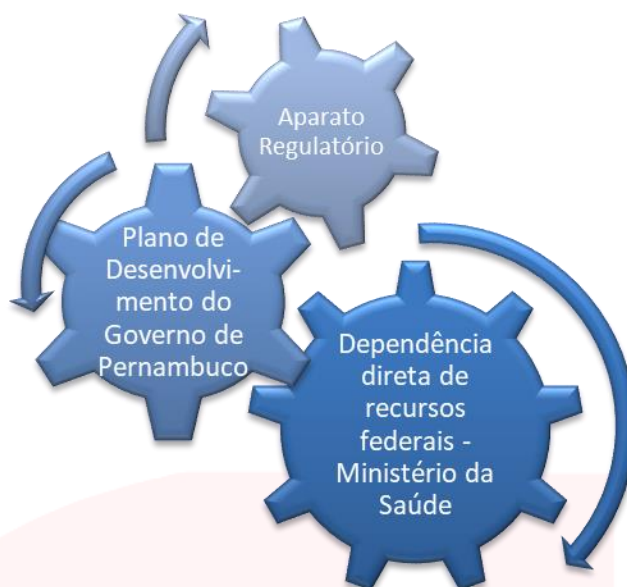 Aparato
Regulatório
Plano de
Desenvolvi-
mento do
Governo de
Pernambuco
Dependência
direta de
recursos
federais -
Ministério da
Saúde